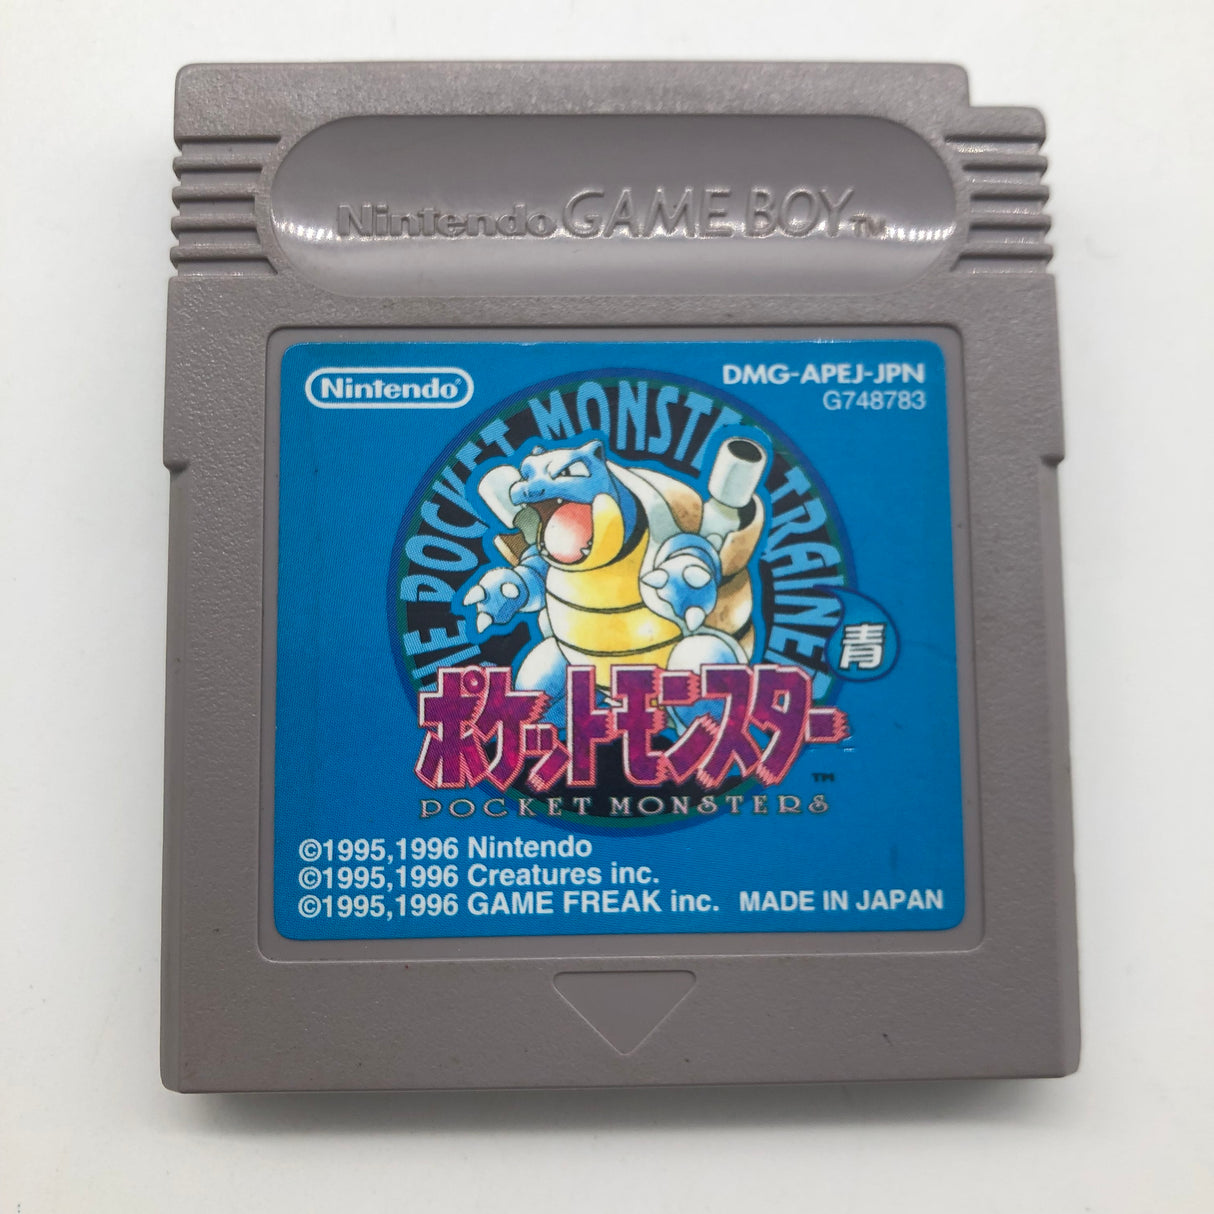 Nintendo GAME BOY TM
Nintendo®
DMG-APEJ-JPN
G748783
THE POCKET MONSTER TRAINER
青
ポケットモンスター
TM
POCKET MONSTERS
©1995,1996 Nintendo
©1995,1996 Creatures inc.
©1995,1996 GAME FREAK inc. MADE IN JAPAN